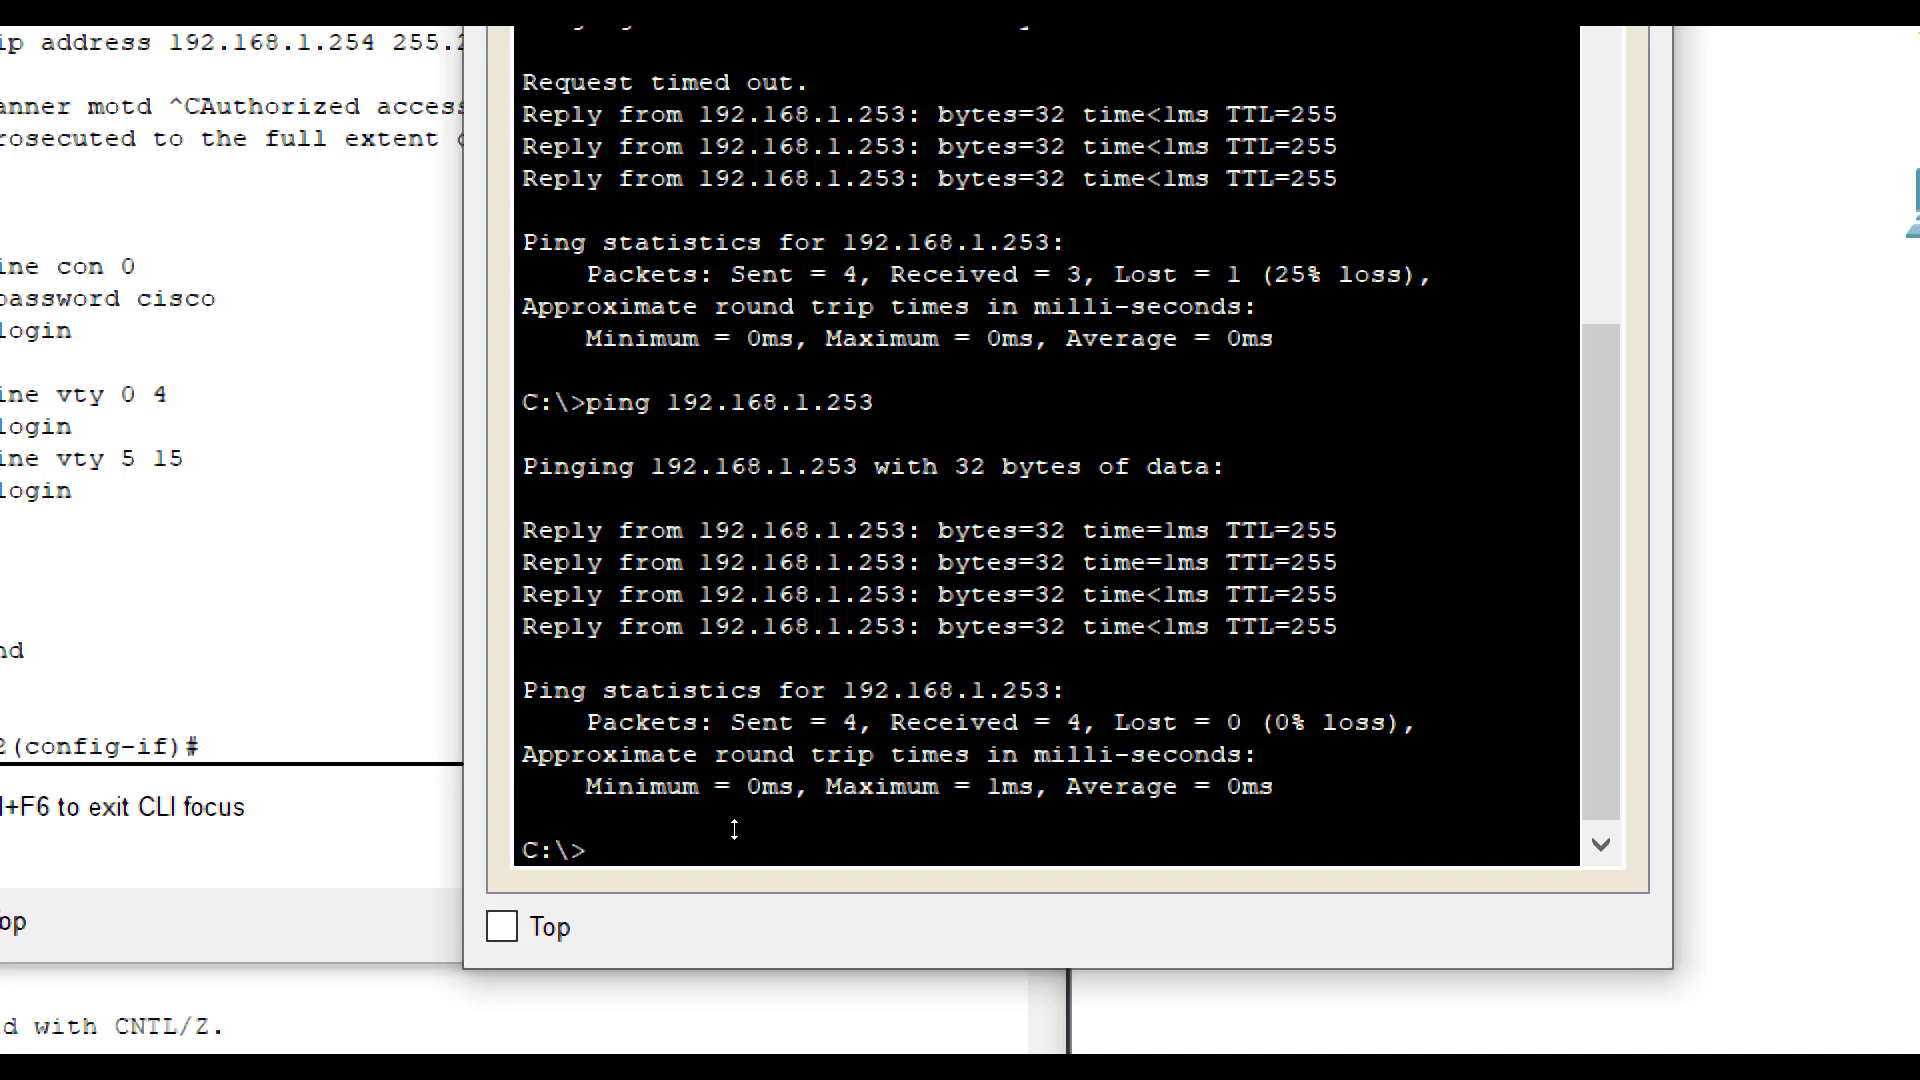 ip address 192.168.1.254 255.2
anner motd ^CAuthorized access
rosecuted to the full extent
ine con 0
password cisco
login
ine vty 0 4
login
ine vty 5 15
login
nd
2(config-if)#
+F6 to exit CLI focus
op
d with CNTL/Z.
Request timed out.
Reply from 192.168.1.253: bytes=32 time<1ms TTL=255
Reply from 192.168.1.253: bytes=32 time<1ms TTL=255
Reply from 192.168.1.253: bytes=32 time<1ms TTL=255
Ping statistics for 192.168.1.253:
Packets: Sent = 4, Received = 3, Lost = 1 (25% loss),
Approximate round trip times in milli-seconds:
Minimum = 0ms, Maximum = 0ms, Average = 0ms
C:\>ping 192.168.1.253
Pinging 192.168.1.253 with 32 bytes of data:
Reply from 192.168.1.253: bytes=32 time=1ms TTL=255
Reply from 192.168.1.253: bytes=32 time=1ms TTL=255
Reply from 192.168.1.253: bytes=32 time<1ms TTL=255
Reply from 192.168.1.253: bytes=32 time<1ms TTL=255
Ping statistics for 192.168.1.253:
Packets: Sent = 4, Received = 4, Lost = 0 (0% loss),
Approximate round trip times in milli-seconds:
Minimum = 0ms, Maximum = 1ms, Average = 0ms
C:\>
Top